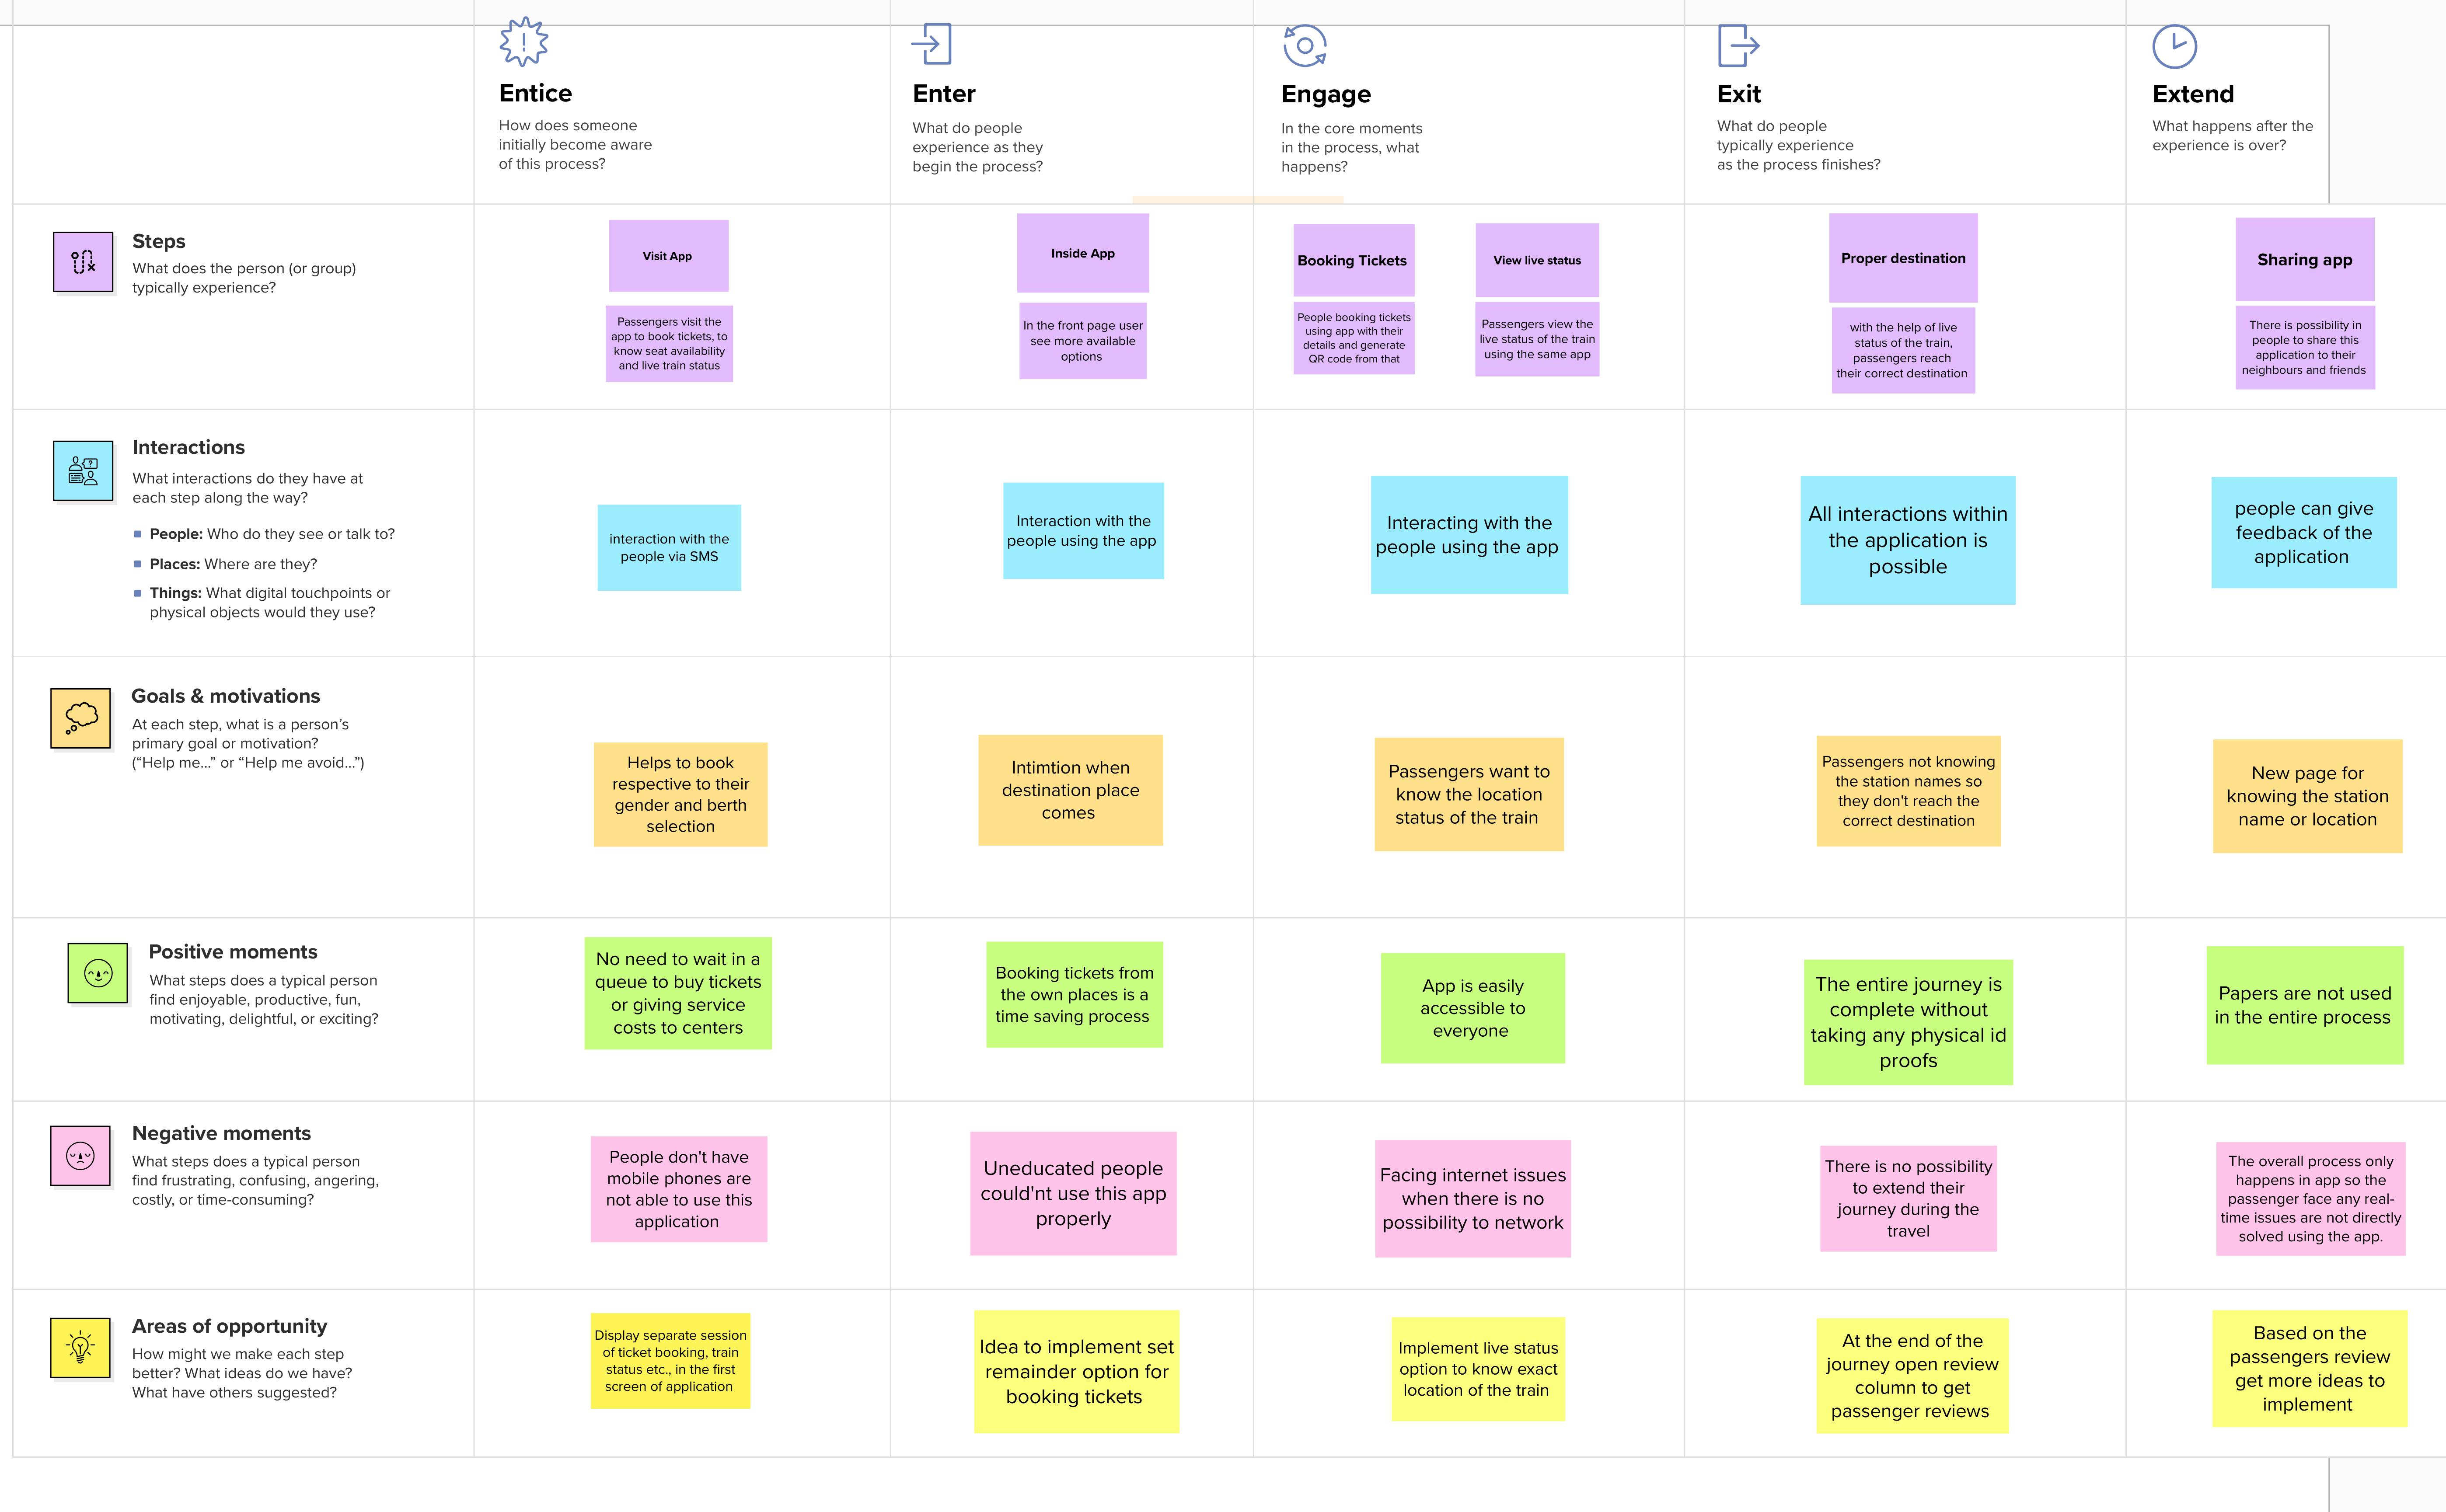 Entice
How does someone
initially become aware
of this process?
Enter
What do people
experience as they
begin the process?
Engage
In the core moments
in the process, what
happens?
Exit
What do people
typically experience
as the process finishes?
Extend
What happens after the
experience is over?
Steps
What does the person (or group)
typically experience?
Visit App
Passengers visit the
app to book tickets, to
know seat availability
and live train status
Inside App
In the front page user
see more available
options
Booking Tickets
People booking tickets
using app with their
details and generate
QR code from that
View live status
Passengers view the
live status of the train
using the same app
Proper destination
with the help of live
status of the train,
passengers reach
their correct destination
Sharing app
There is possibility in
people to share this
application to their
neighbours and friends
Interactions
What interactions do they have at
each step along the way?
People: Who do they see or talk to?
Places: Where are they?
Things: What digital touchpoints or
physical objects would they use?
interaction with the
people via SMS
Interaction with the
people using the app
Interacting with the
people using the app
All interactions within
the application is
possible
people can give
feedback of the
application
Goals & motivations
At each step, what is a person’s
primary goal or motivation?
(“Help me...” or “Help me avoid...”)
Helps to book
respective to their
gender and berth
selection
Intimtion when
destination place
comes
Passengers want to
know the location
status of the train
Passengers not knowing
the station names so
they don't reach the
correct destination
New page for
knowing the station
name or location
Positive moments
What steps does a typical person
find enjoyable, productive, fun,
motivating, delightful, or exciting?
No need to wait in a
queue to buy tickets
or giving service
costs to centers
Booking tickets from
the own places is a
time saving process
App is easily
accessible to
everyone
The entire journey is
complete without
taking any physical id
proofs
Papers are not used
in the entire process
Negative moments
What steps does a typical person
find frustrating, confusing, angering,
costly, or time-consuming?
People don't have
mobile phones are
not able to use this
application
Uneducated people
could'nt use this app
properly
Facing internet issues
when there is no
possibility to network
There is no possibility
to extend their
journey during the
travel
The overall process only
happens in app so the
passenger face any real-
time issues are not directly
solved using the app.
Areas of opportunity
How might we make each step
better? What ideas do we have?
What have others suggested?
Display separate session
of ticket booking, train
status etc., in the first
screen of application
Idea to implement set
remainder option for
booking tickets
Implement live status
option to know exact
location of the train
At the end of the
journey open review
column to get
passenger reviews
Based on the
passengers review
get more ideas to
implement